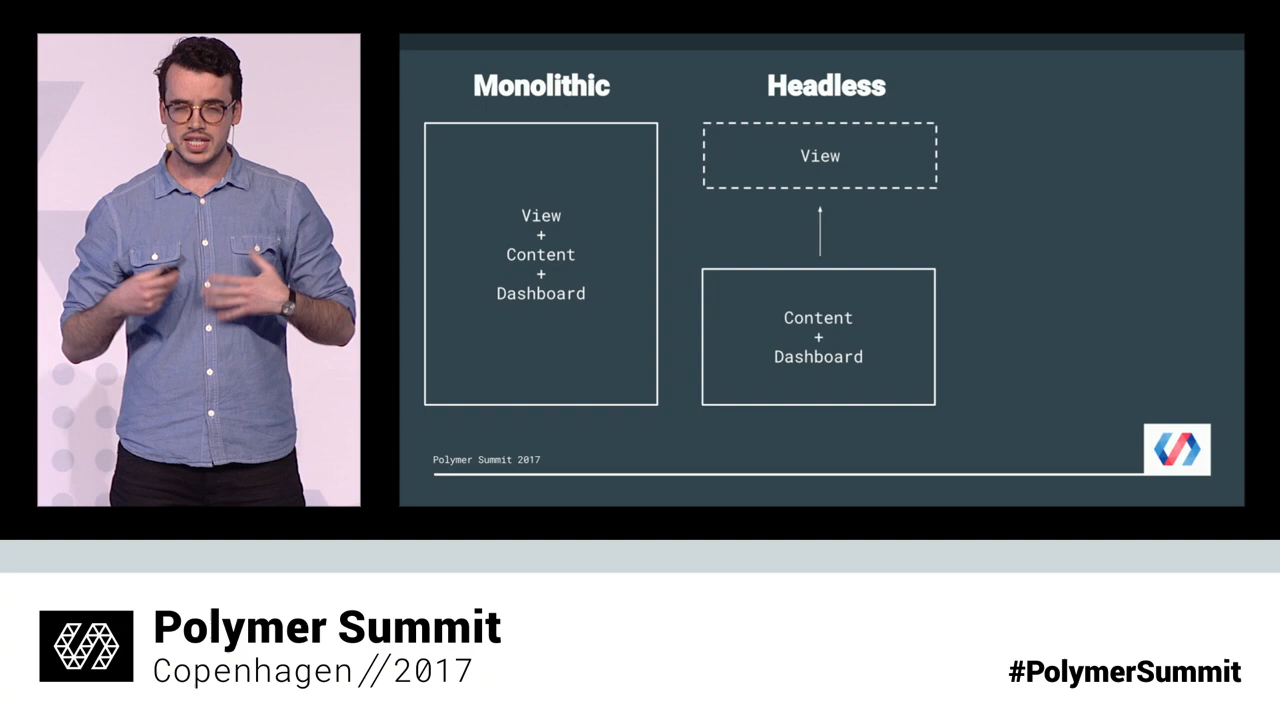 Monolithic
View
+
Content
+
Dashboard
Headless
View
Content
+
Dashboard
Polymer Summit 2017
Polymer Summit
Copenhagen//2017
#PolymerSummit